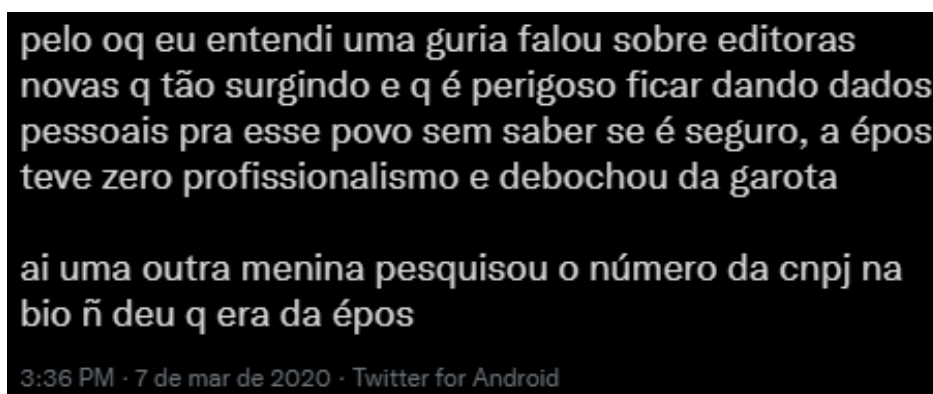 pelo oq eu entendi uma guria falou sobre editoras
novas q tão surgindo e q é perigoso ficar dando dados
pessoais pra esse povo sem saber se é seguro, a épos
teve zero profissionalismo e debochou da garota
ai uma outra menina pesquisou o número da cnpj na
bio ñ deu q era da épos
3:36 PM · 7 de mar de 2020 · Twitter for Android